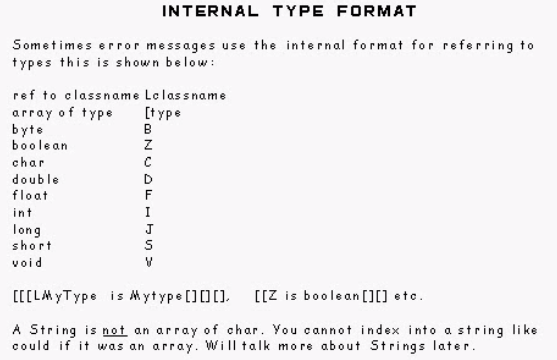 INTERNAL TYPE FORMAT
Sometimes error messages use the internal format for referring to
types this is shown below:
ref to classname Lclassname
array of type [type
byte B
boolean Z
char C
double D
float F
int I
long J
short S
void V
[[[LMyType is Mytype[][][], [[Z is boolean[][] etc.
A String is not an array of char. You cannot index into a string like
could if it was an array. Will talk more about Strings later.